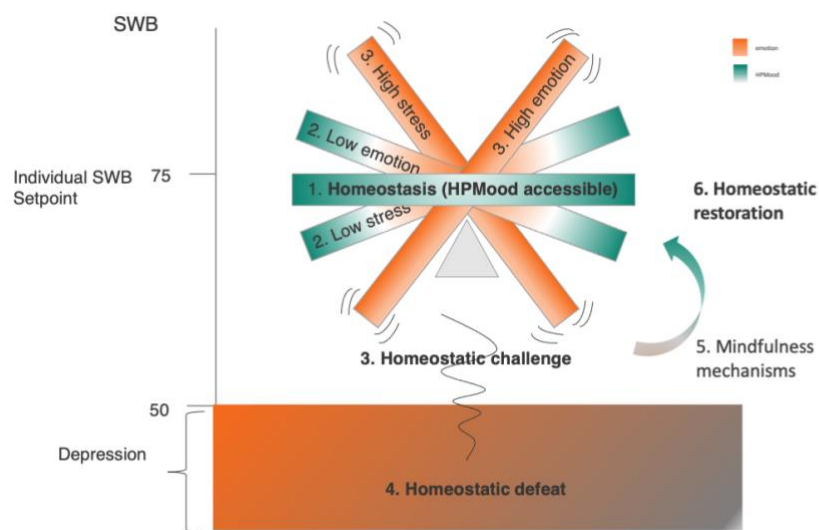 SWB
emotion
HPMood
3. High stress
3. High emotion
2. Low emotion
Individual SWB
Setpoint
75
1. Homeostasis (HPMood accessible)
2. Low stress
6. Homeostatic
restoration
3. Homeostatic challenge
5. Mindfulness
mechanisms
50
Depression
4. Homeostatic defeat